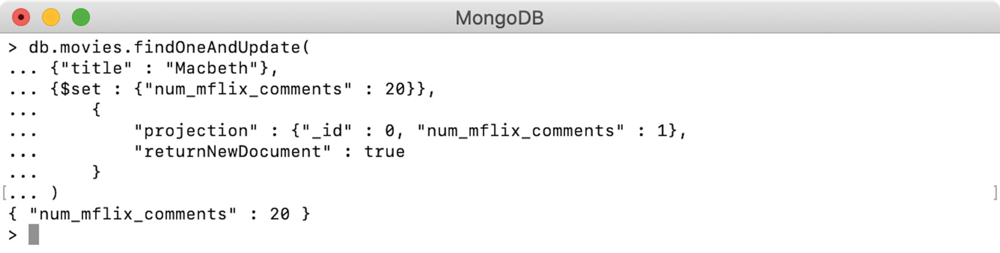 MongoDB
> db.movies.findOneAndUpdate(
... {"title" : "Macbeth"},
... {$set : {"num_mflix_comments" : 20}},
...     {
...         "projection" : {"_id" : 0, "num_mflix_comments" : 1},
...         "returnNewDocument" : true
...     }
[... ) ]
{ "num_mflix_comments" : 20 }
>